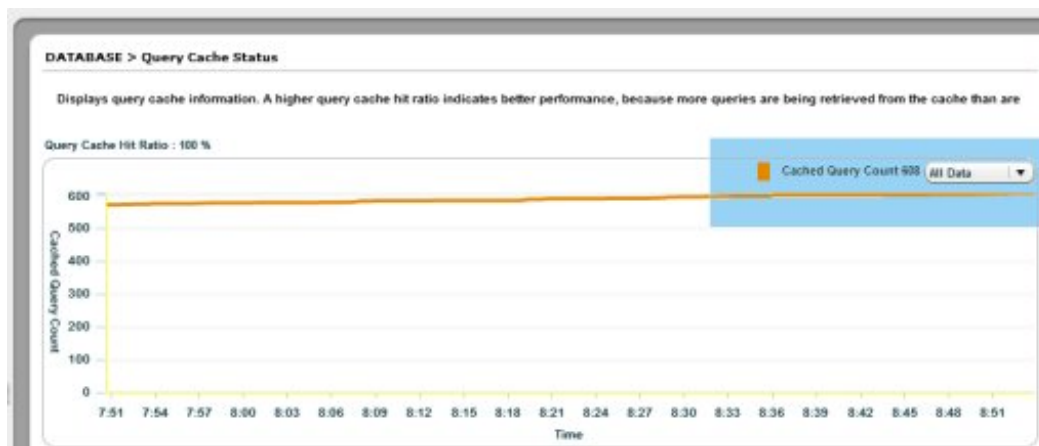 DATABASE > Query Cache Status
Displays query cache information. A higher query cache hit ratio indicates better performance, because more queries are being retrieved from the cache than are
Query Cache Hit Ratio : 100 %
Cached Query Count 608
All Data
600
500
400
300
200
100
0
Cached Query Count
7:51 7:54 7:57 8:00 8:03 8:06 8:09 8:12 8:15 8:18 8:21 8:24 8:27 8:30 8:33 8:36 8:39 8:42 8:45 8:48 8:51
Time